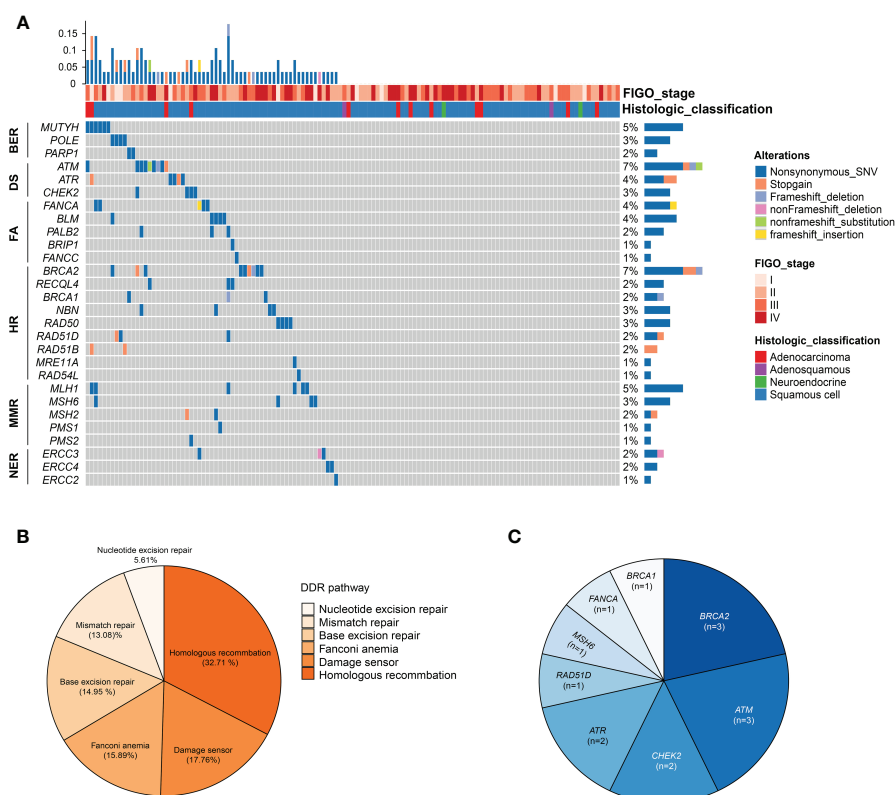 A
0.15
0.1
0.05
0
FIGO_stage
Histologic_classification
BER
MUTYH 5%
POLE 3%
PARP1 2%
DS
ATM 7%
ATR 4%
CHEK2 3%
FA
FANCA 4%
BLM 4%
PALB2 2%
BRIP1 1%
FANCC 1%
HR
BRCA2 7%
RECQL4 2%
BRCA1 2%
NBN 3%
RAD50 3%
RAD51D 2%
RAD51B 2%
MRE11A 1%
RAD54L 1%
MMR
MLH1 5%
MSH6 3%
MSH2 2%
PMS1 1%
PMS2 1%
NER
ERCC3 2%
ERCC4 2%
ERCC2 1%
Alterations
Nonsynonymous_SNV
Stopgain
Frameshift_deletion
nonFrameshift_deletion
nonframeshift_substitution
frameshift_insertion
FIGO_stage
I
II
III
IV
Histologic_classification
Adenocarcinoma
Adenosquamous
Neuroendocrine
Squamous cell
B
Nucleotide excision repair
5.61%
Mismatch repair
(13.08)%
Base excision repair
(14.95 %)
Fanconi anemia
(15.89%)
Damage sensor
(17.76%)
Homologous recommbation
(32.71 %)
DDR pathway
Nucleotide excision repair
Mismatch repair
Base excision repair
Fanconi anemia
Damage sensor
Homologous recommbation
C
BRCA1
(n=1)
FANCA
(n=1)
MSH6
(n=1)
RAD51D
(n=1)
ATR
(n=2)
CHEK2
(n=2)
ATM
(n=3)
BRCA2
(n=3)